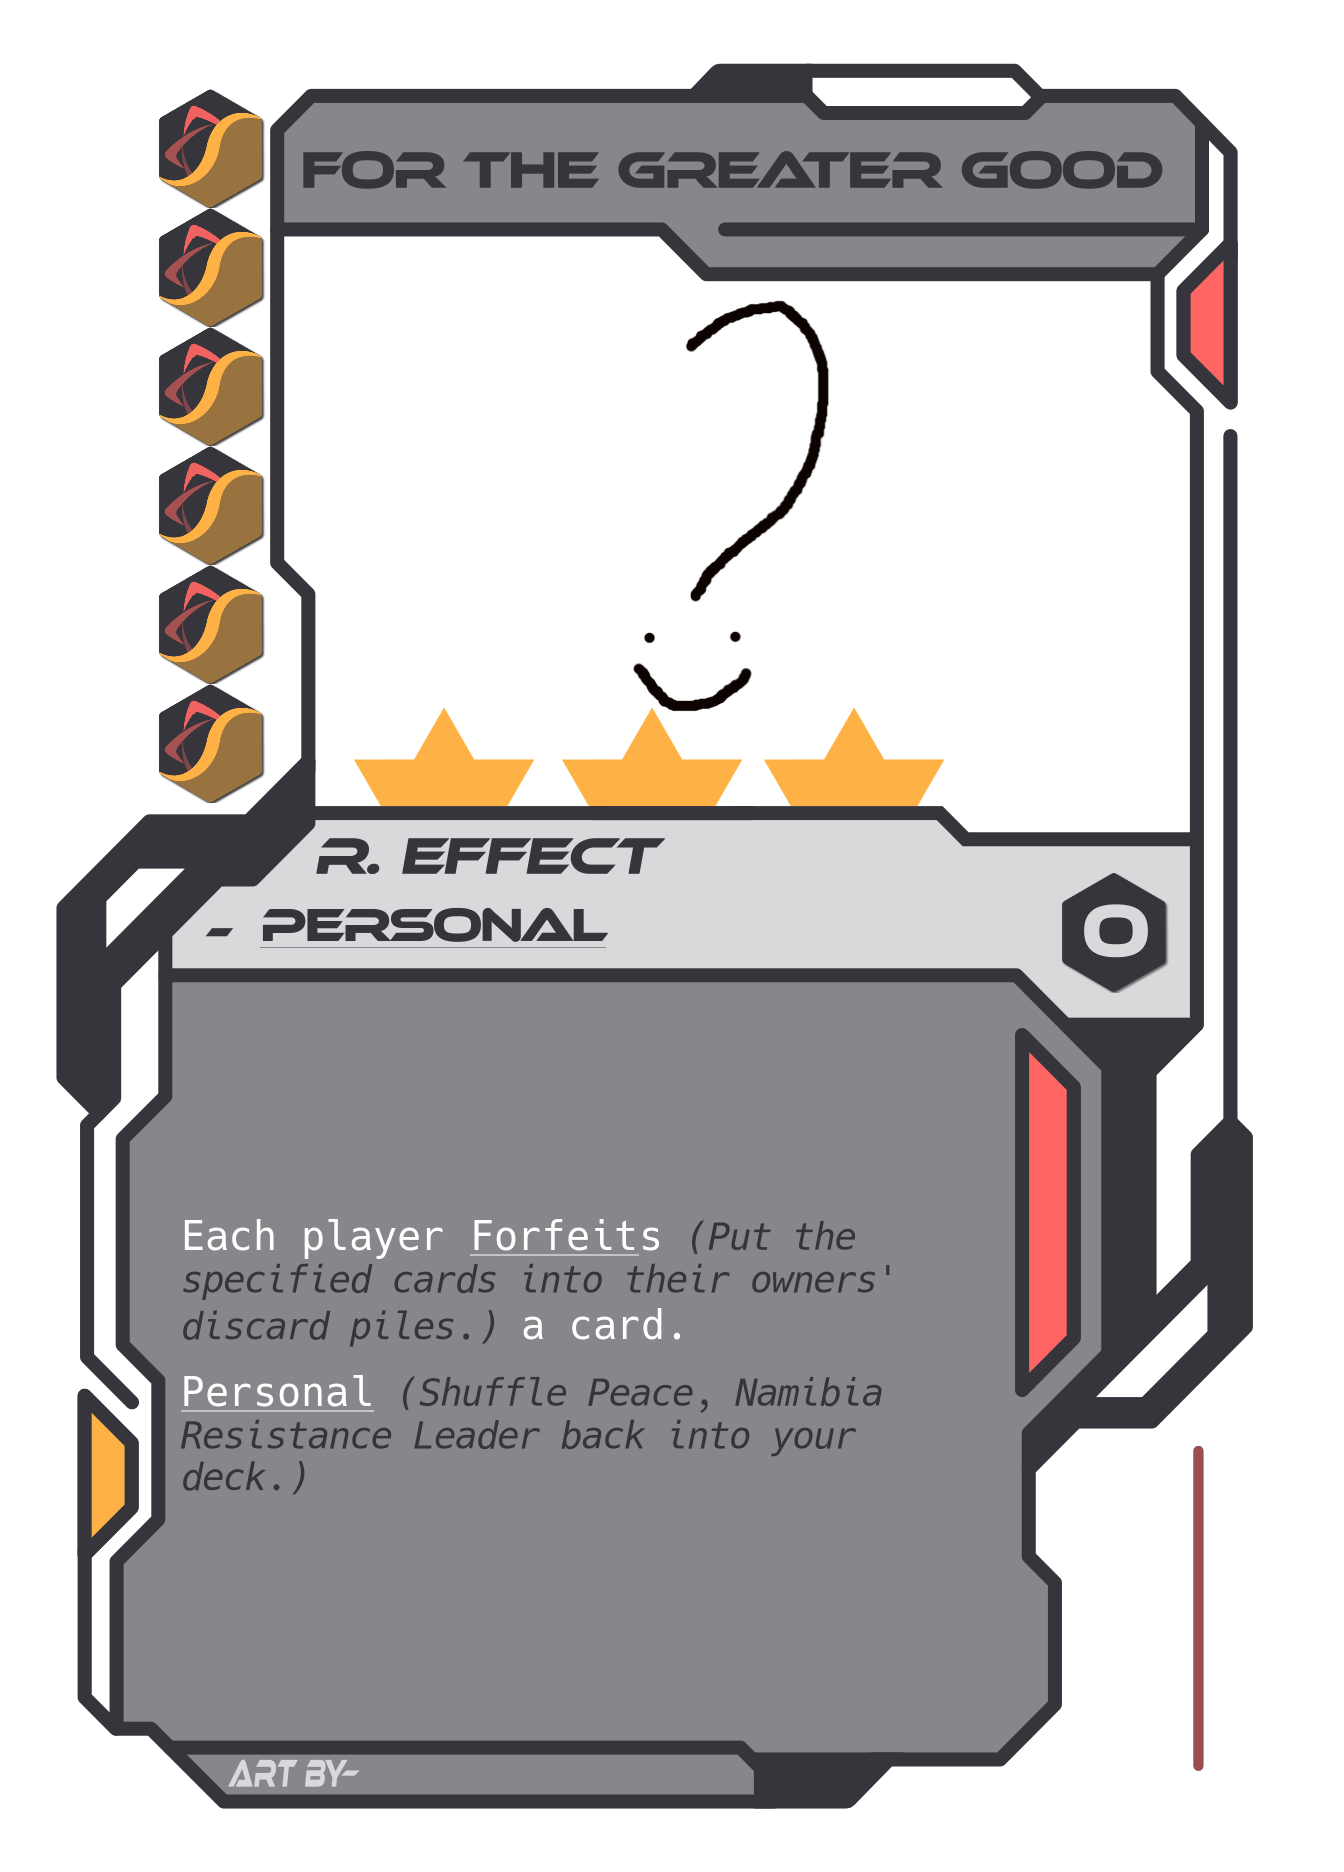 FOR THE GREATER GOOD
R. EFFECT
- PERSONAL
0
Each player Forfeits (Put the
specified cards into their owners'
discard piles.) a card.
Personal (Shuffle Peace, Namibia
Resistance Leader back into your
deck.)
ART BY-